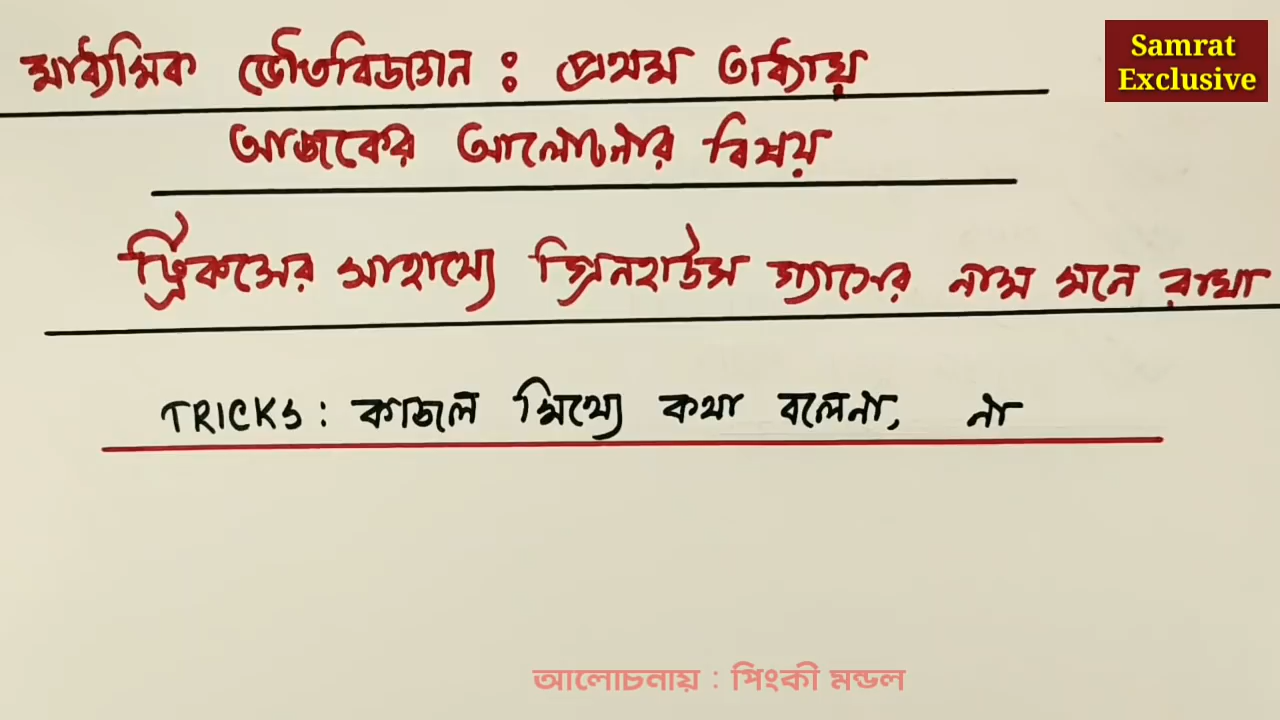 Samrat
Exclusive
মাধ্যমিক ভৌতবিজ্ঞান : প্রথম অধ্যায়
আজকের আলোচনার বিষয়
ট্রিকসের সাহায্যে গ্রিনহাউস গ্যাসের নাম মনে রাখা
TRICKS : কাজল মিথ্যে কথা বলেনা, না
আলোচনায় : পিংকী মন্ডল